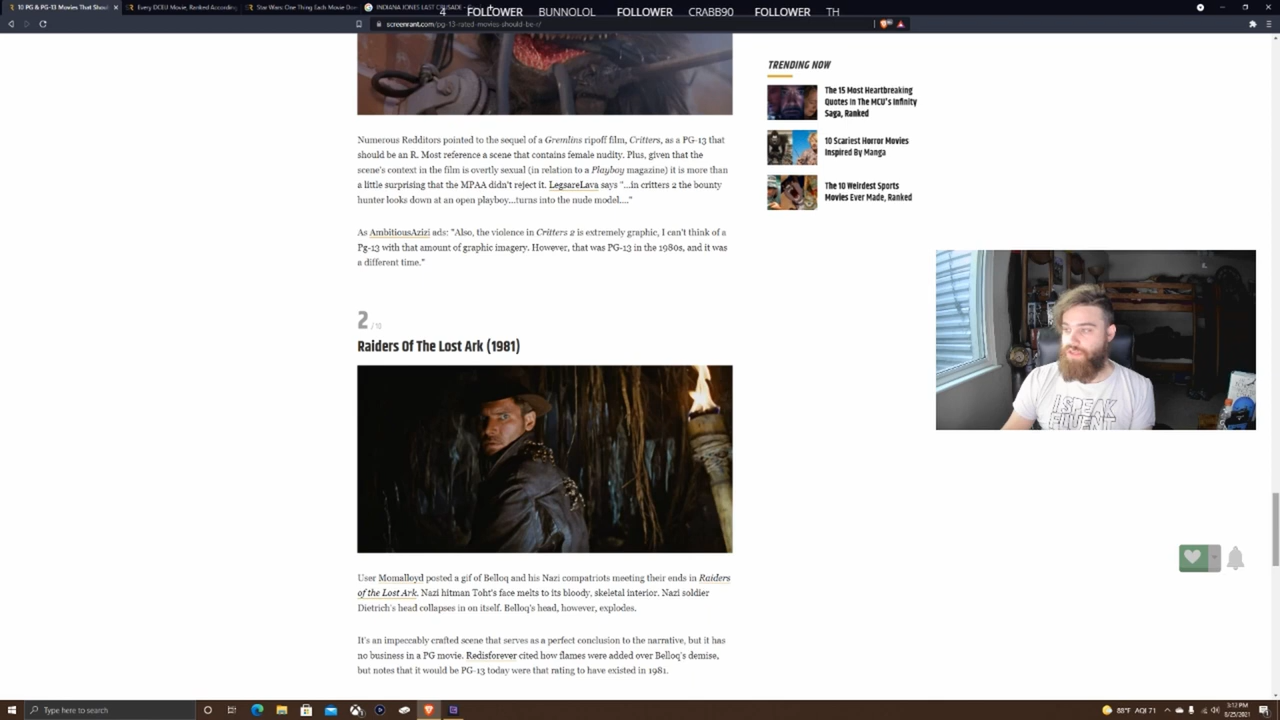 10 PG & PG-13 Movies That Shou
Every DCEU Movie, Ranked According
Star Wars: One Thing Each Movie Do
INDIANA JONES LAST CRUSADE - G
4 FOLLOWER BUNNOLOL FOLLOWER CRABB90 FOLLOWER TH
screenrant.com/pg-13-rated-movies-should-be-r/
TRENDING NOW
The 15 Most Heartbreaking
Quotes In The MCU's Infinity
Saga, Ranked
10 Scariest Horror Movies
Inspired By Manga
The 10 Weirdest Sports
Movies Ever Made, Ranked
Numerous Redditors pointed to the sequel of a Gremlins ripoff film, Critters, as a PG-13 that
should be an R. Most reference a scene that contains female nudity. Plus, given that the
scene's context in the film is overtly sexual (in relation to a Playboy magazine) it is more than
a little surprising that the MPAA didn't reject it. LegsareLava says "...in critters 2 the bounty
hunter looks down at an open playboy...turns into the nude model...."
As AmbitiousAzizi ads: "Also, the violence in Critters 2 is extremely graphic, I can't think of a
Pg-13 with that amount of graphic imagery. However, that was PG-13 in the 1980s, and it was
a different time."
2 / 10
Raiders Of The Lost Ark (1981)
I SPEAK
FLUENT
User Momalloyd posted a gif of Belloq and his Nazi compatriots meeting their ends in Raiders
of the Lost Ark. Nazi hitman Toht's face melts to its bloody, skeletal interior. Nazi soldier
Dietrich's head collapses in on itself. Belloq's head, however, explodes.
It's an impeccably crafted scene that serves as a perfect conclusion to the narrative, but it has
no business in a PG movie. Redisforever cited how flames were added over Belloq's demise,
but notes that it would be PG-13 today were that rating to have existed in 1981.
Type here to search
88°F AQI 71
3:12 PM
8/25/2021